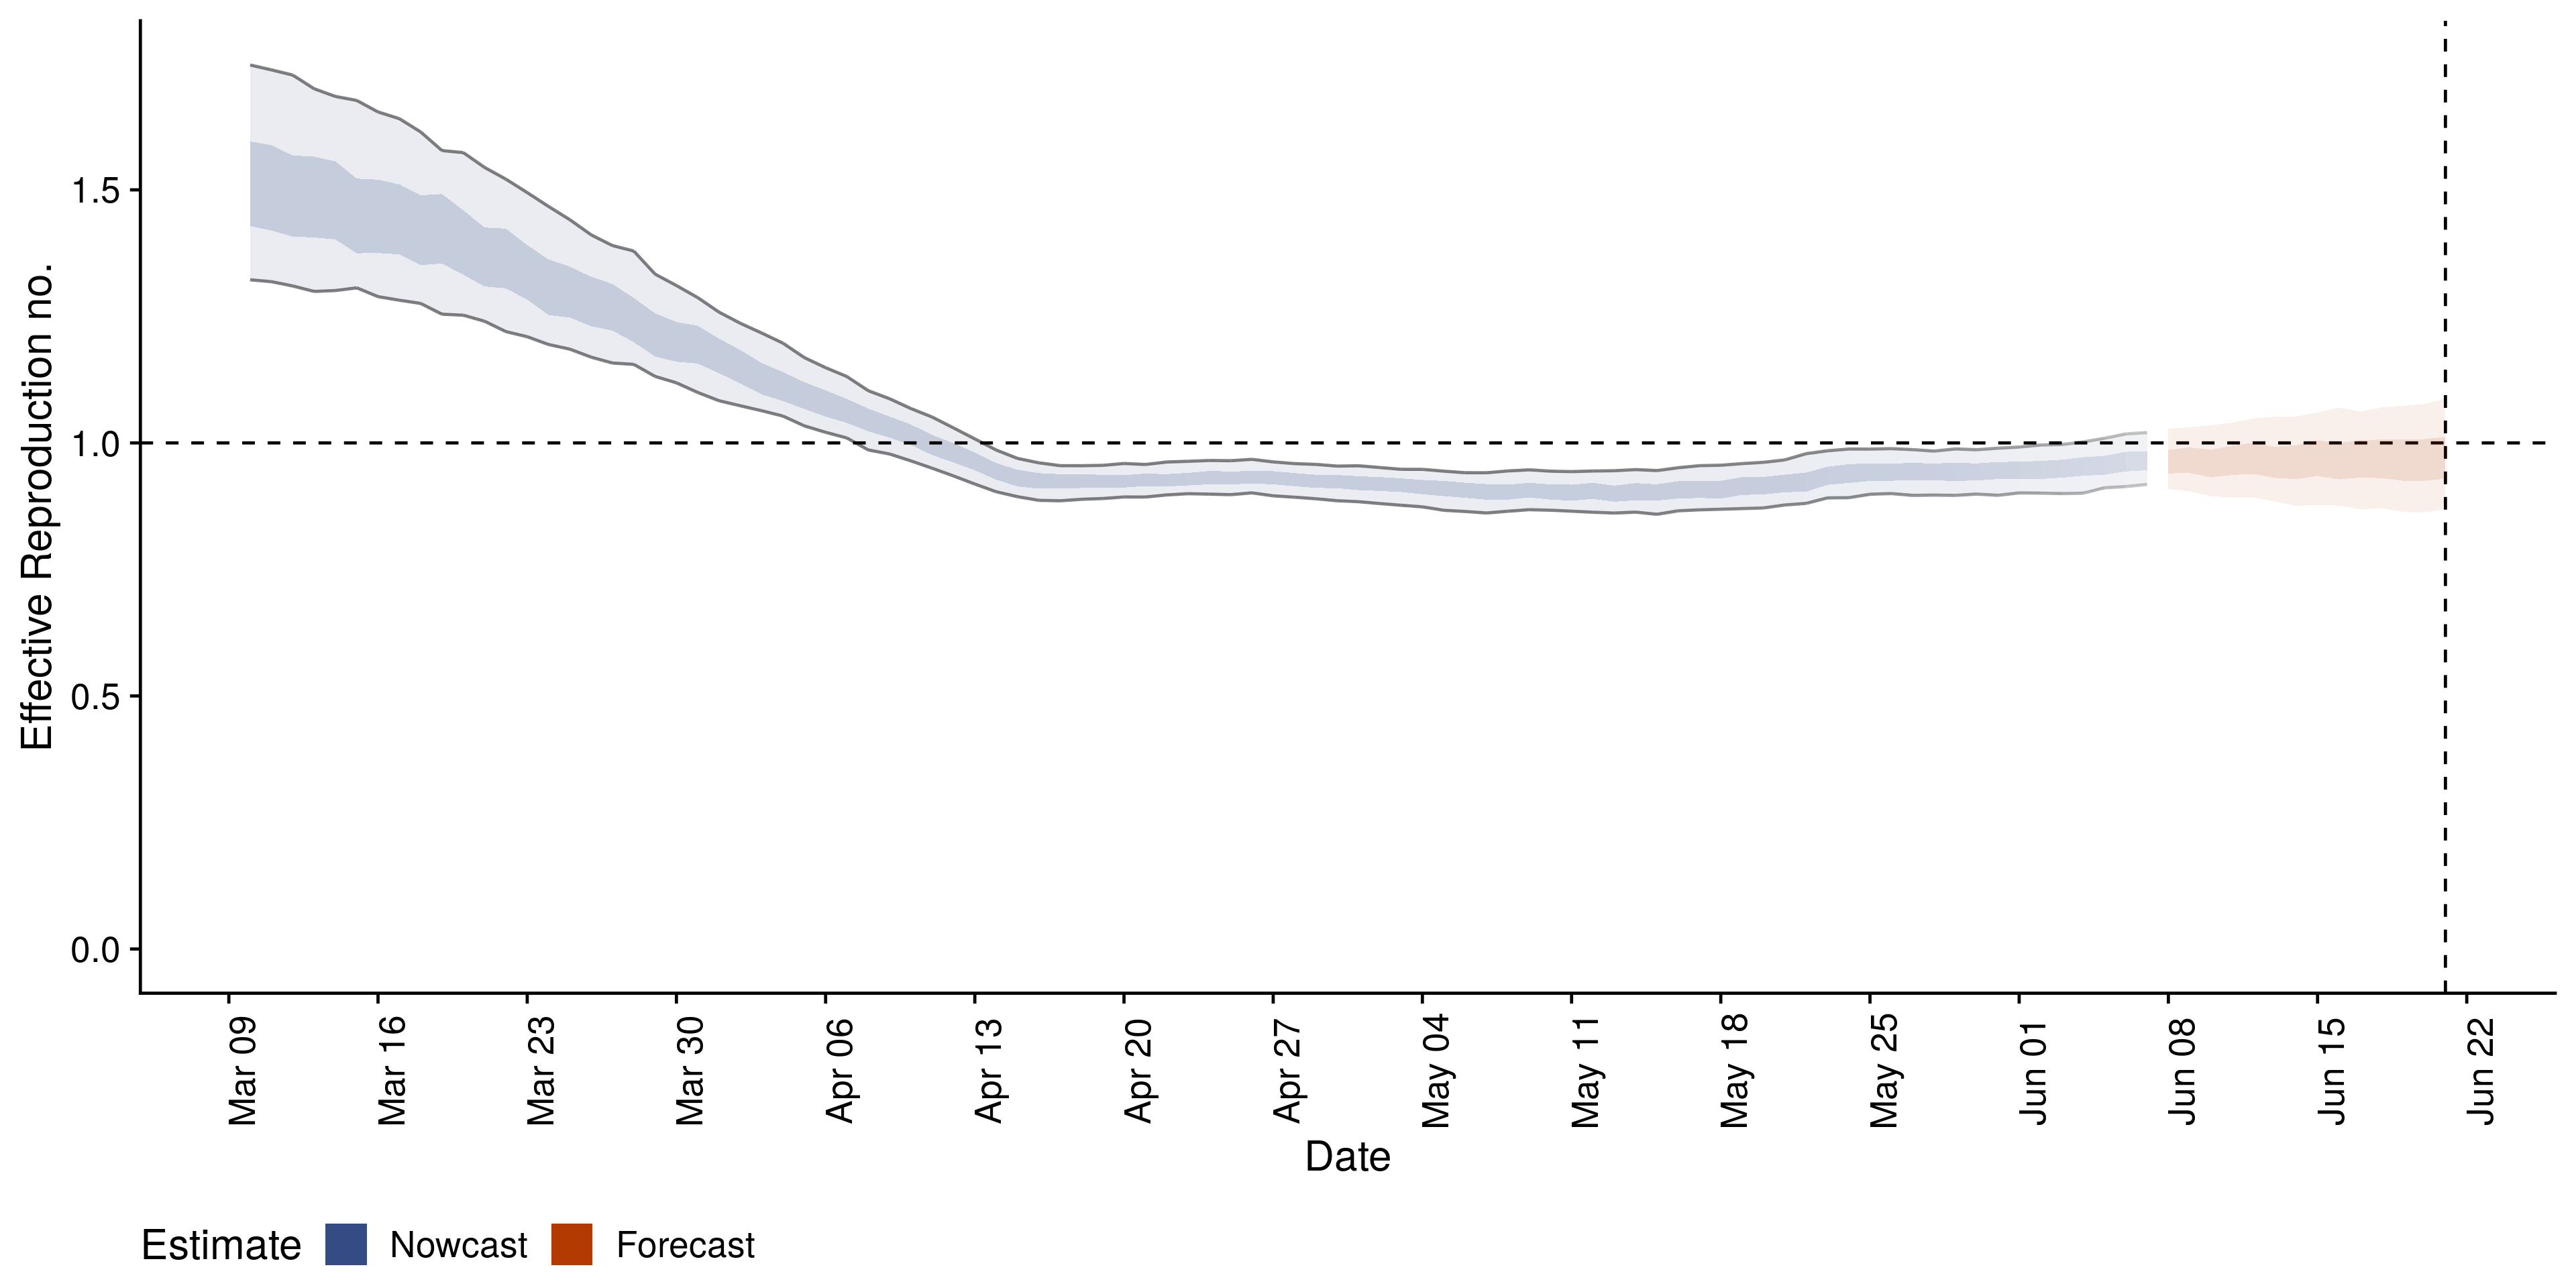 Effective Reproduction no.
1.5
1.0
0.5
0.0
Mar 09
Mar 16
Mar 23
Mar 30
Apr 06
Apr 13
Apr 20
Apr 27
May 04
May 11
May 18
May 25
Jun 01
Jun 08
Jun 15
Jun 22
Date
Estimate Nowcast Forecast